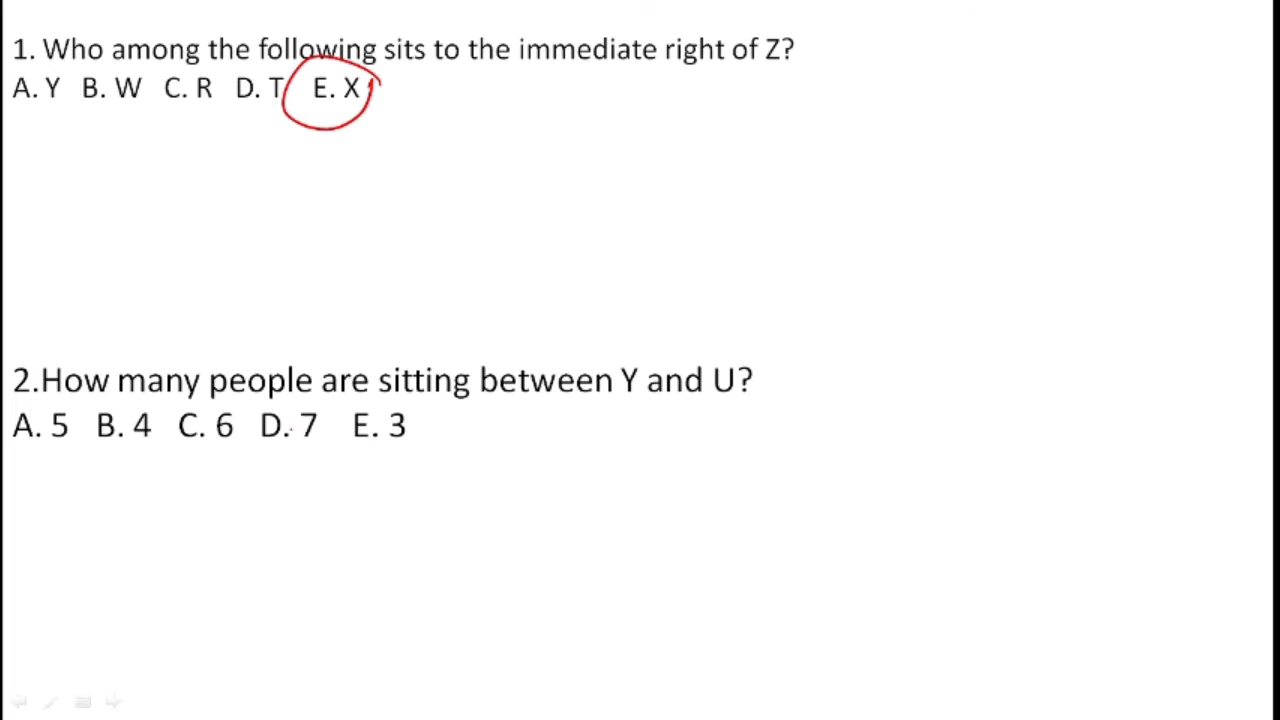 1. Who among the following sits to the immediate right of Z?
A. Y B. W C. R D. T E. X
2.How many people are sitting between Y and U?
A. 5 B. 4 C. 6 D. 7 E. 3